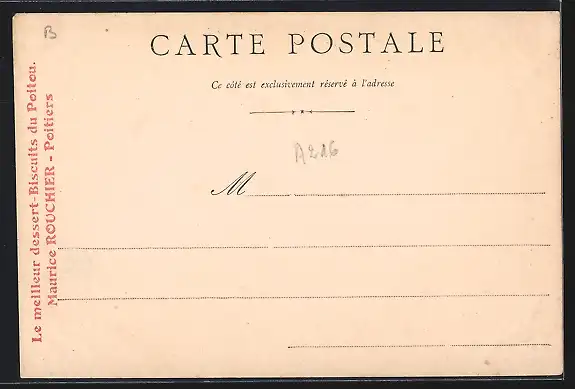 B
CARTE POSTALE
Ce côté est exclusivement réservé à l'adresse
A216
M
Le meilleur dessert-Biscuits du Poitou.
Maurice ROUCHIER - Poitiers